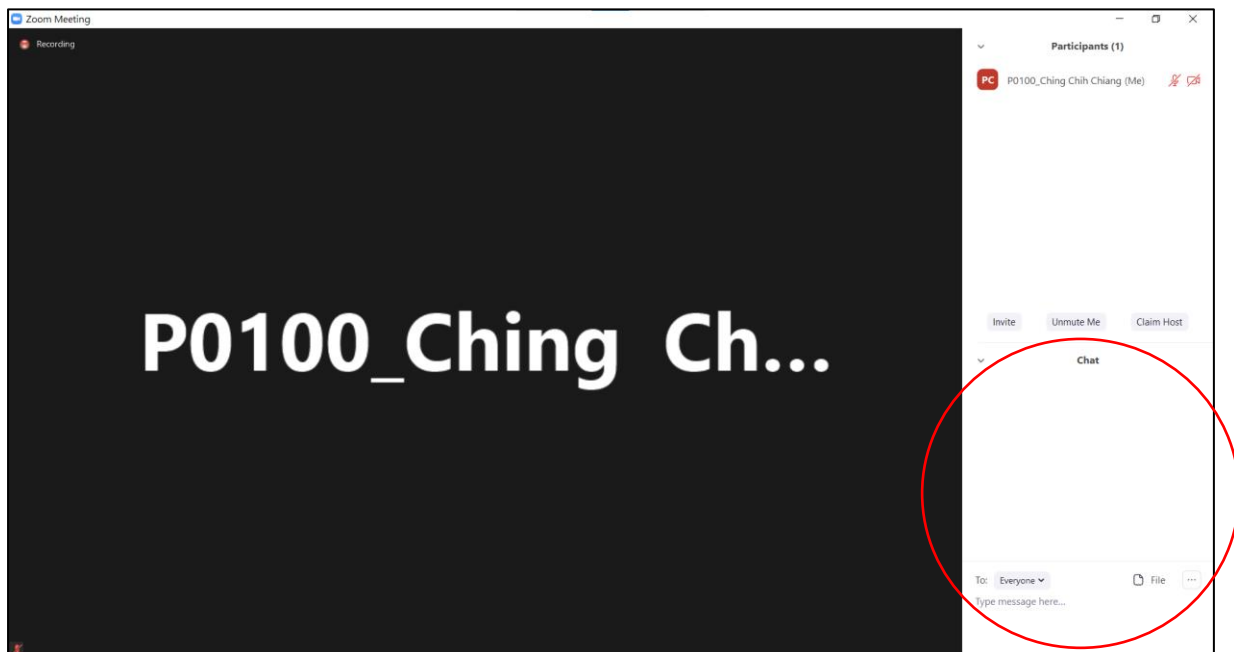 Zoom Meeting
Recording
Participants (1)
PC P0100_Ching Chih Chiang (Me)
P0100_Ching Ch...
Invite Unmute Me Claim Host
Chat
To: Everyone File ...
Type message here...